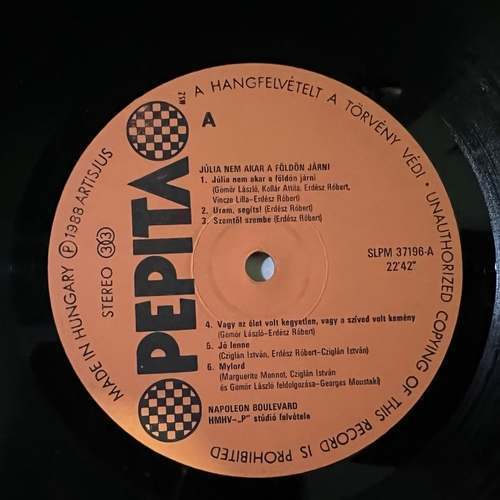 MADE IN HUNGARY Ⓟ 1988 ARTISJUS
MSZ A HANGFELVÉTELT A TÖRVÉNY VÉDI · UNAUTHORIZED COPYING OF THIS RECORD IS PROHIBITED
STEREO 33
PEPITA
A
JÚLIA NEM AKAR A FÖLDÖN JÁRNI
1. Júlia nem akar a földön járni
(Gömör László, Kollár Attila, Erdész Róbert,
Vincze Lilla-Erdész Róbert)
2. Uram, segíts! (Erdész Róbert)
3. Szemtől szembe (Erdész Róbert)
SLPM 37196-A
22'42"
4. Vagy az élet volt kegyetlen, vagy a szíved volt kemény
(Gömör László-Erdész Róbert)
5. Jó lenne
(Cziglán István, Erdész Róbert-Cziglán István)
6. Mylord
(Marguerite Monnot, Cziglán István
és Gömör László feldolgozása-Georges Moustaki)
NAPOLEON BOULEVARD
HMHV-„P" stúdió felvétele